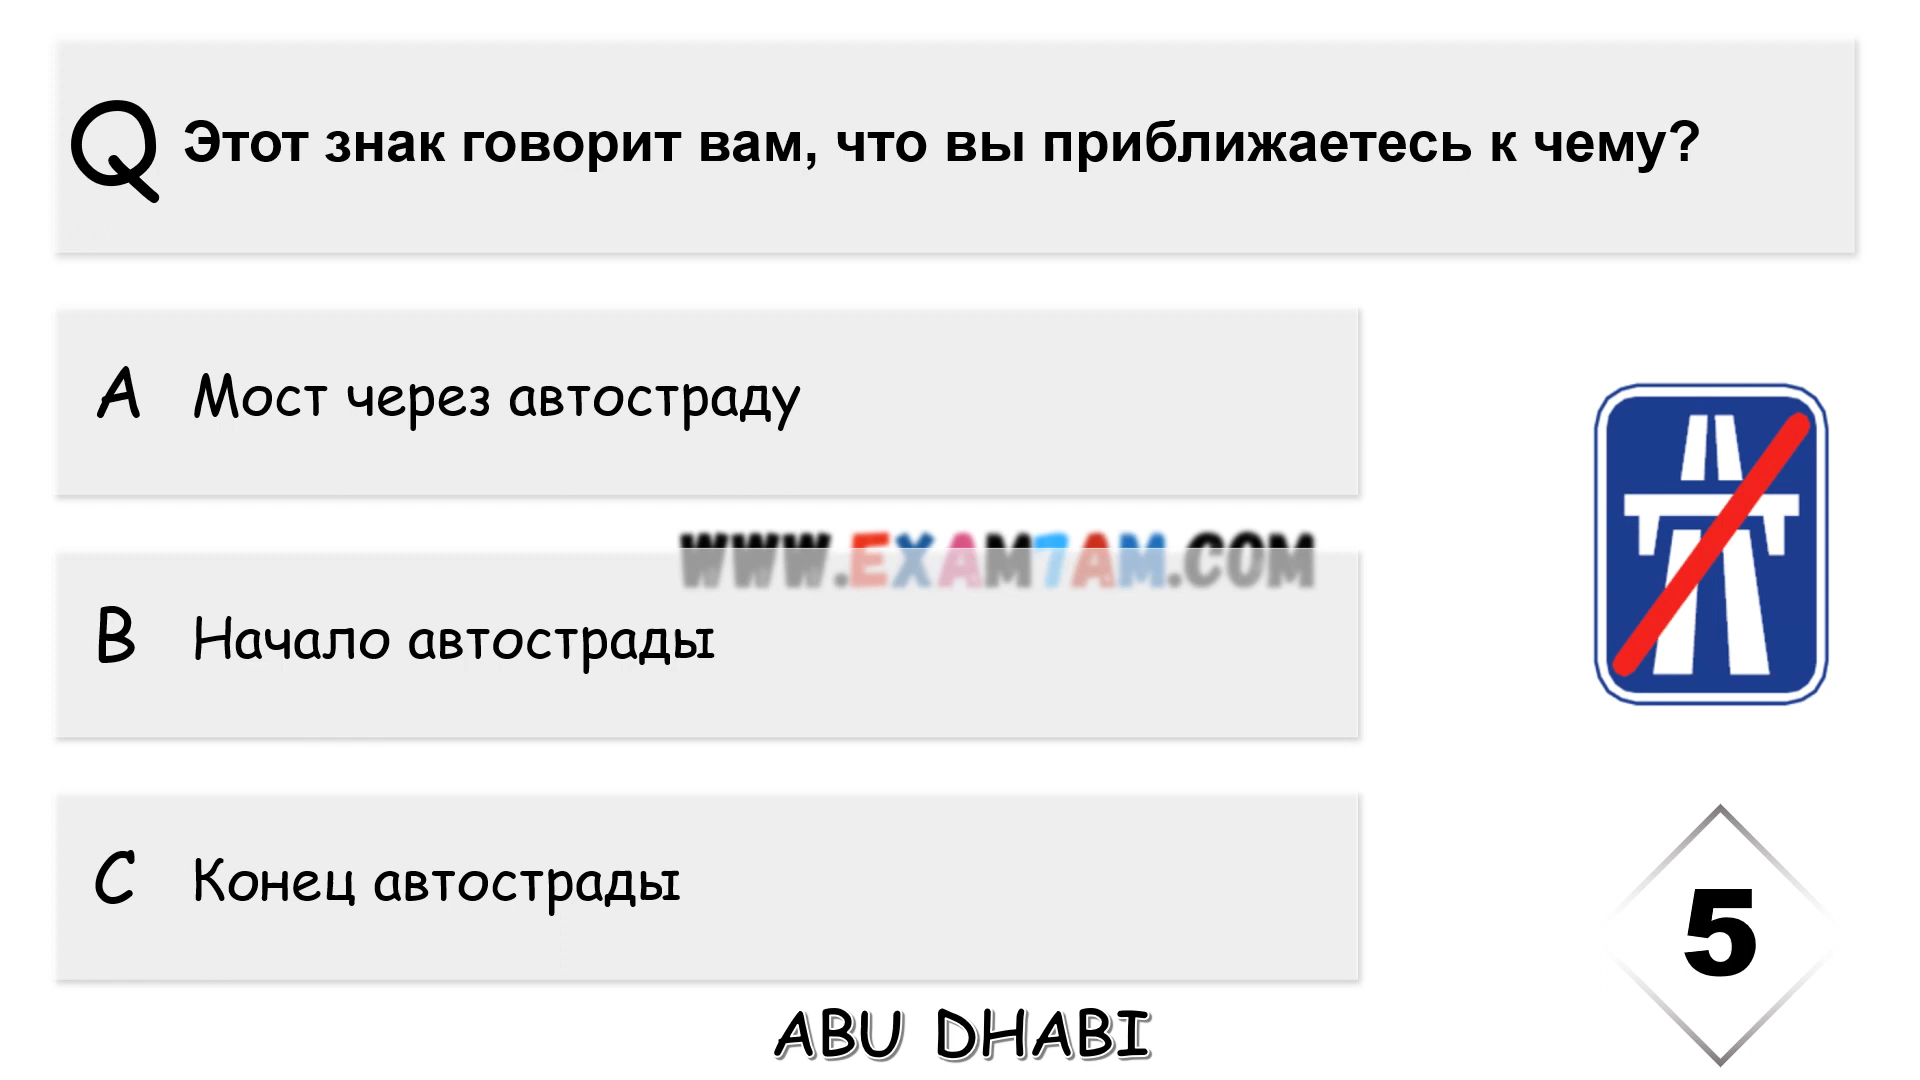 Q Этот знак говорит вам, что вы приближаетесь к чему?
A Мост через автостраду
WWW.EXAM7AM.COM
B Начало автострады
C Конец автострады
5
ABU DHABI